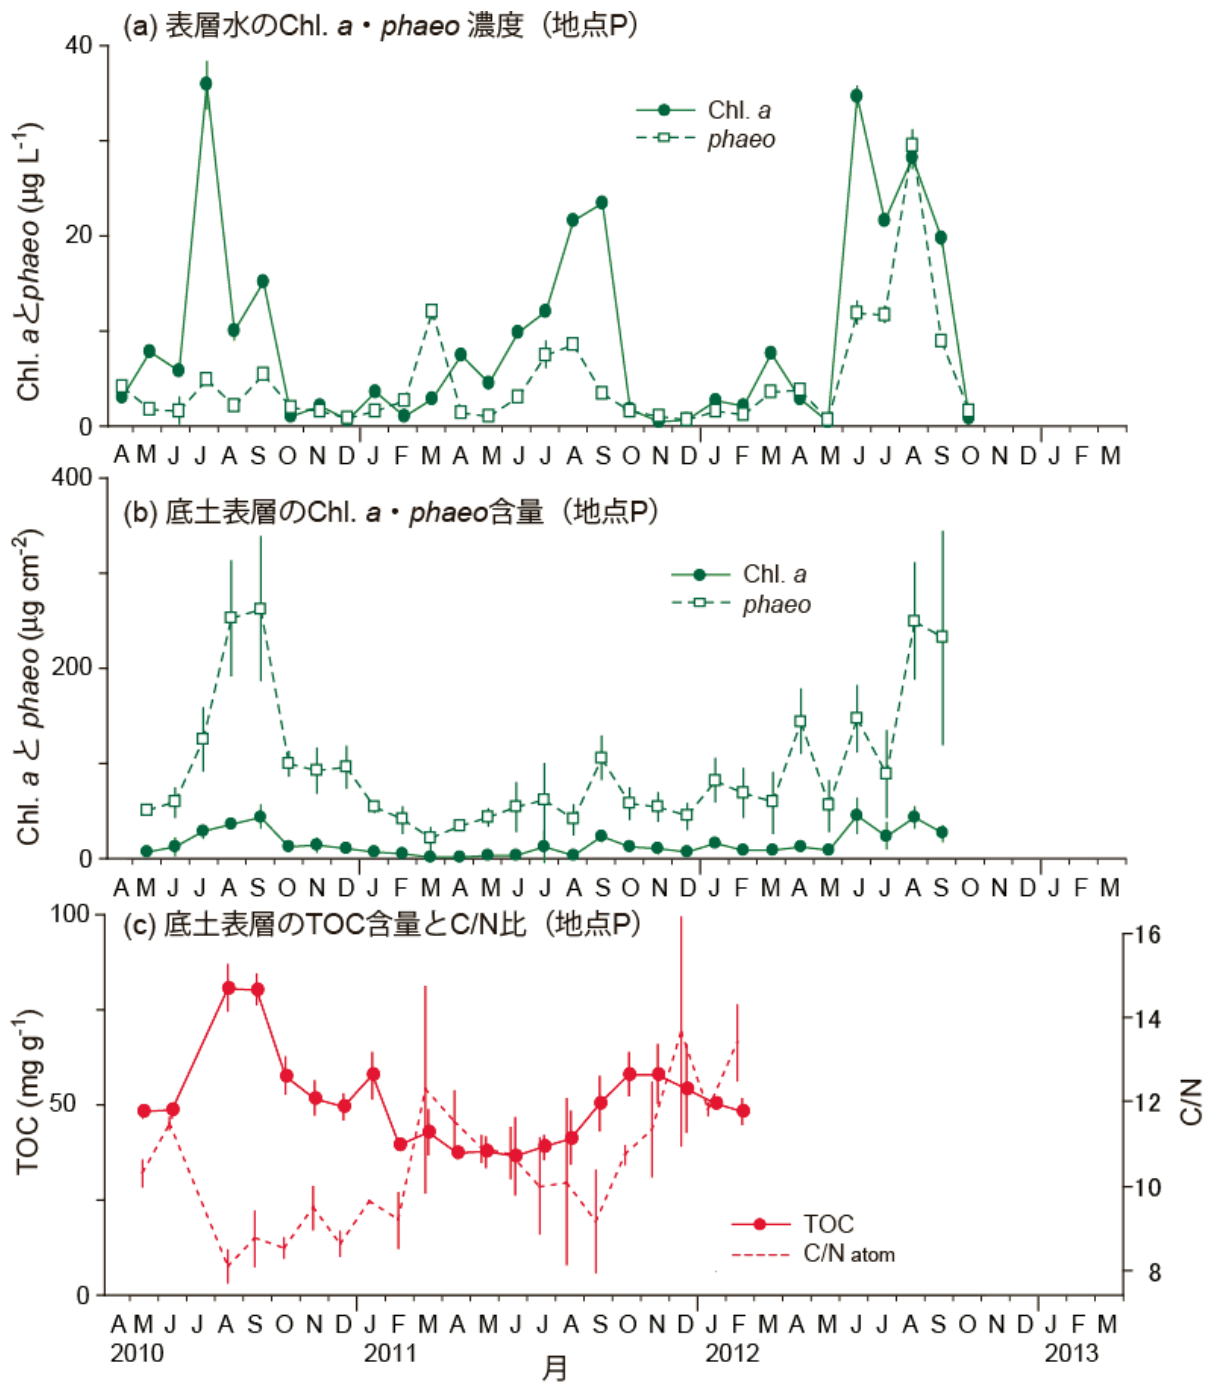 (a) 表層水のChl. a・phaeo 濃度（地点P）
40
20
0
Chl. aとphaeo (μg L-1)
Chl. a
phaeo
A M J J A S O N D J F M A M J J A S O N D J F M A M J J A S O N D J F M
(b) 底土表層のChl. a・phaeo含量（地点P）
400
200
0
Chl. a と phaeo (μg cm-2)
Chl. a
phaeo
A M J J A S O N D J F M A M J J A S O N D J F M A M J J A S O N D J F M
(c) 底土表層のTOC含量とC/N比（地点P）
100
50
0
TOC (mg g-1)
16
14
12
10
8
C/N
TOC
C/N atom
A M J J A S O N D J F M A M J J A S O N D J F M A M J J A S O N D J F M
2010 2011 2012 2013
月